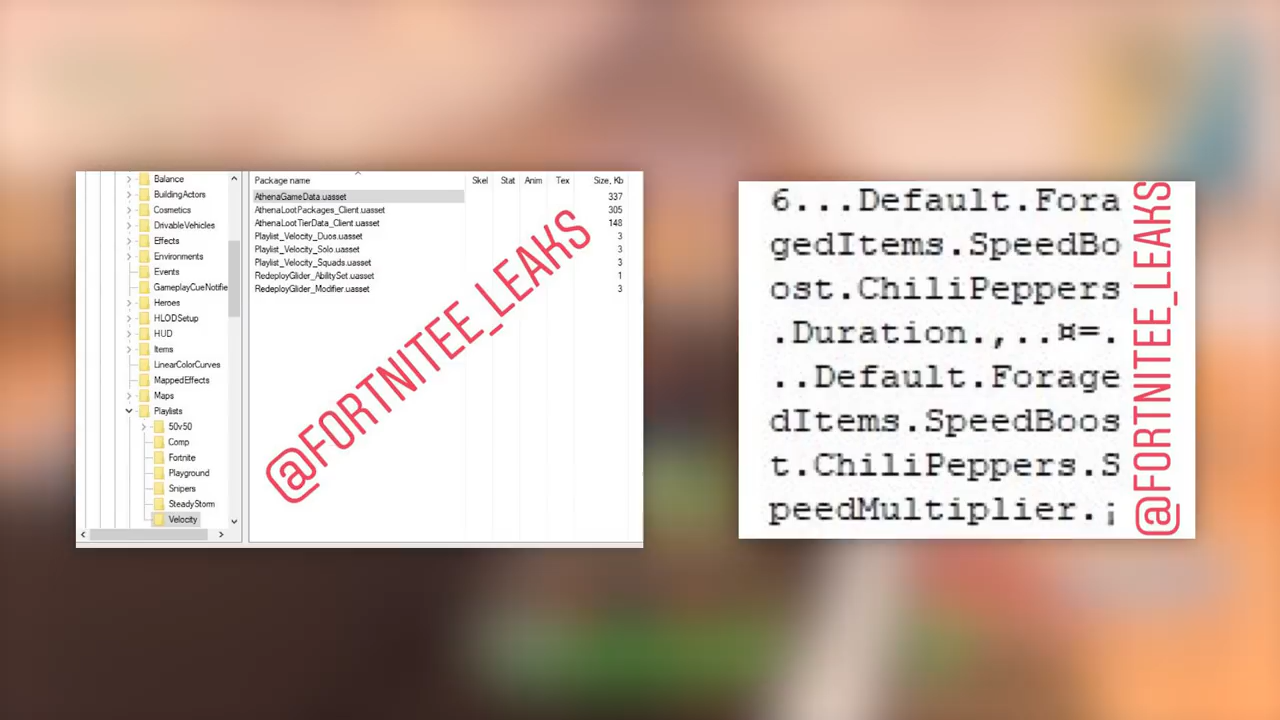 Package name Skel Stat Anim Tex Size, Kb
Balance
BuildingActors
Cosmetics
DrivableVehicles
Effects
Environments
Events
GameplayCueNotifie
Heroes
HLODSetup
HUD
Items
LinearColorCurves
MappedEffects
Maps
Playlists
50v50
Comp
Fortnite
Playground
Snipers
SteadyStorm
Velocity
AthenaGameData.uasset 337
AthenaLootPackages_Client.uasset 305
AthenaLootTierData_Client.uasset 148
Playlist_Velocity_Duos.uasset 3
Playlist_Velocity_Solo.uasset 3
Playlist_Velocity_Squads.uasset 3
RedeployGlider_AbilitySet.uasset 1
RedeployGlider_Modifier.uasset 3
@FORTNITEE_LEAKS
6...Default.Fora
gedItems.SpeedBo
ost.ChiliPeppers
.Duration.,..¤=.
..Default.Forage
dItems.SpeedBoos
t.ChiliPeppers.S
peedMultiplier.¡
@FORTNITEE_LEAKS